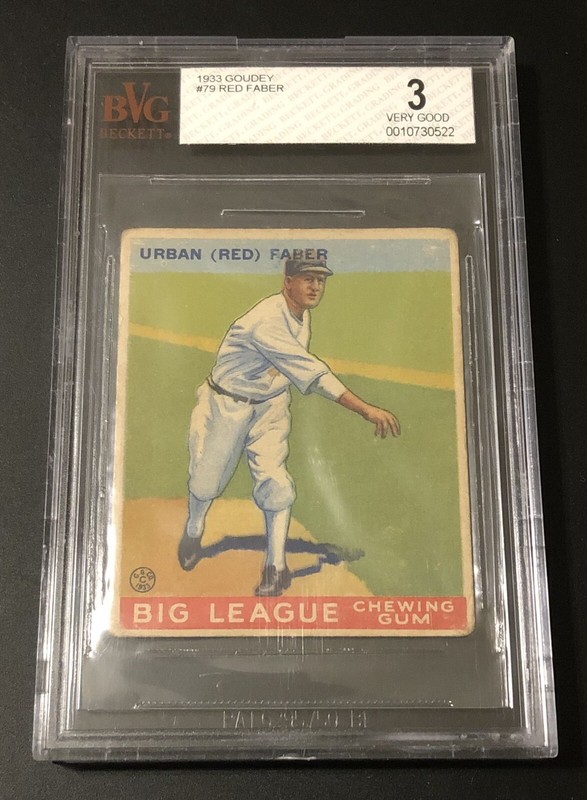 BVG
BECKETT
1933 GOUDEY
#79 RED FABER
3
VERY GOOD
0010730522
URBAN (RED) FABER
BIG LEAGUE CHEWING GUM